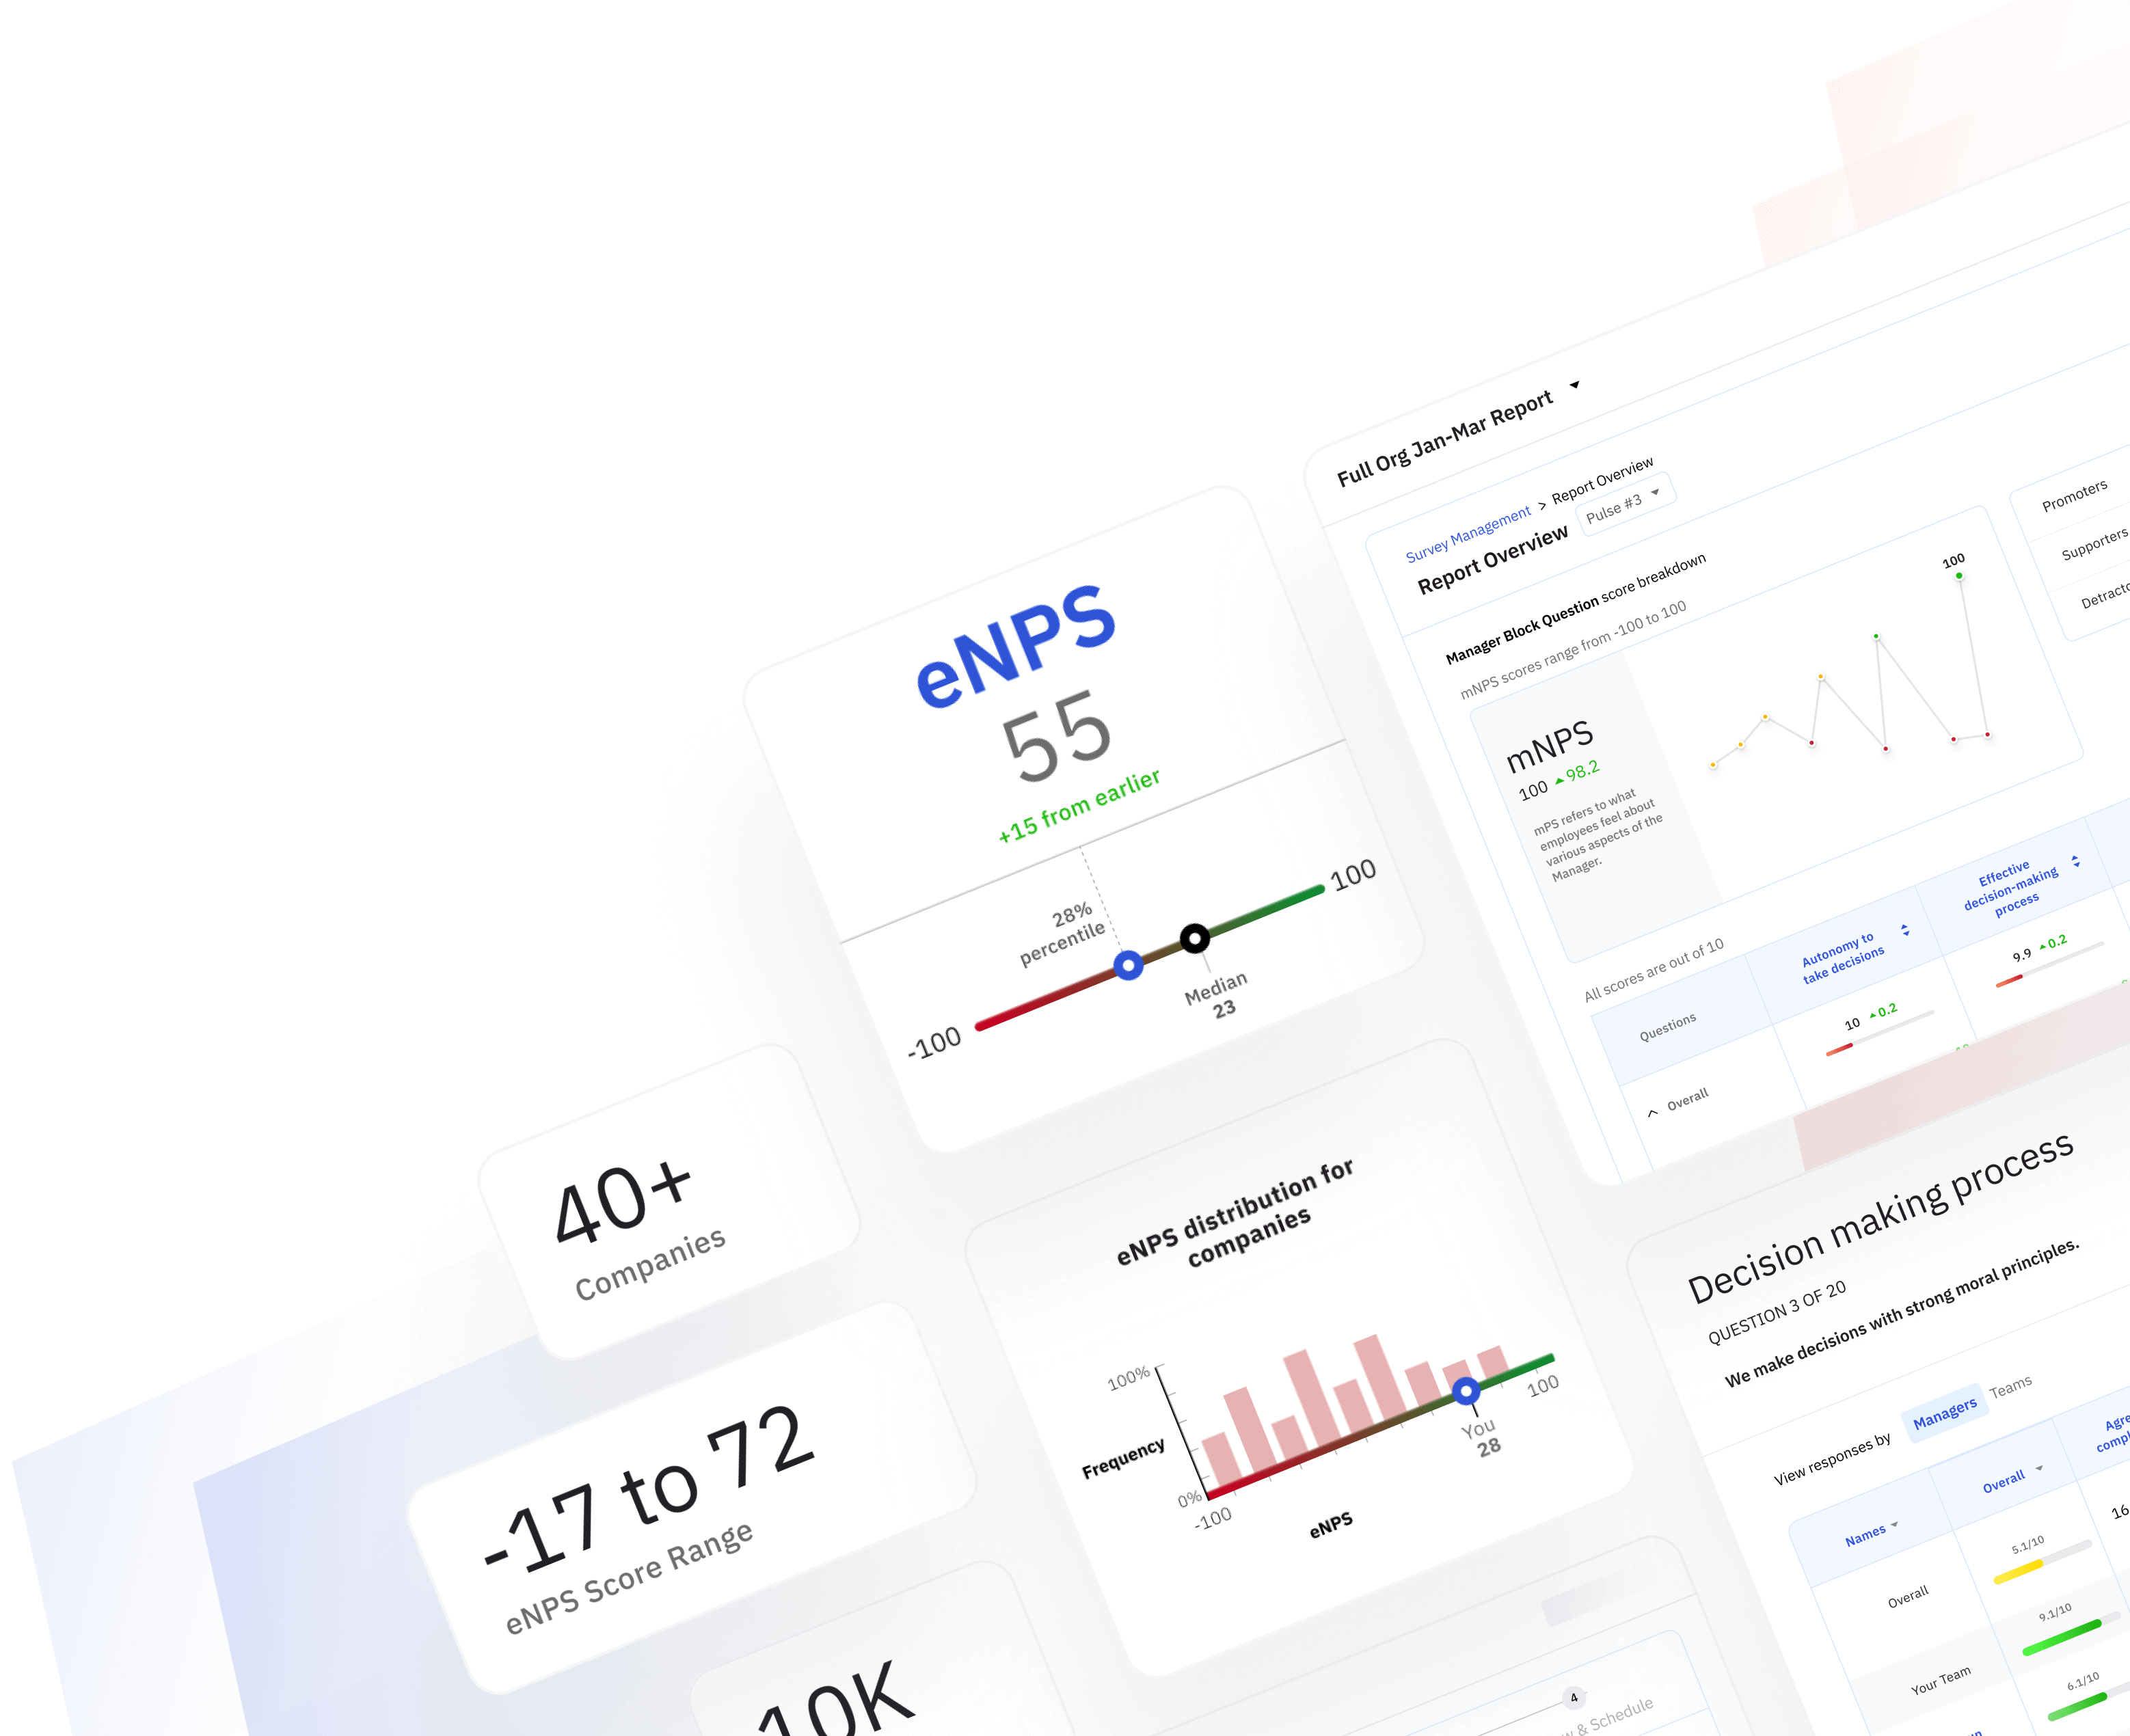 Full Org Jan-Mar Report
Survey Management > Report Overview
Report Overview
Pulse #3
Manager Block Question score breakdown
mNPS scores range from -100 to 100
mNPS
100 98.2
mPS refers to what
employees feel about
various aspects of the
Manager.
100
Promoters
Supporters
All scores are out of 10
Questions
Autonomy to
take decisions
Effective
decision-making
process
Overall
10 0.2
9.9 0.2
eNPS
55
+15 from earlier
28%
percentile
-100
100
Median
23
40+
Companies
-17 to 72
eNPS Score Range
10K
eNPS distribution for
companies
100%
Frequency
0%
-100
100
You
28
eNPS
4
& Schedule
Decision making process
QUESTION 3 OF 20
We make decisions with strong moral principles.
View responses by
Managers
Teams
Names
Overall
Overall
5.1/10
16
Your Team
9.1/10
6.1/10